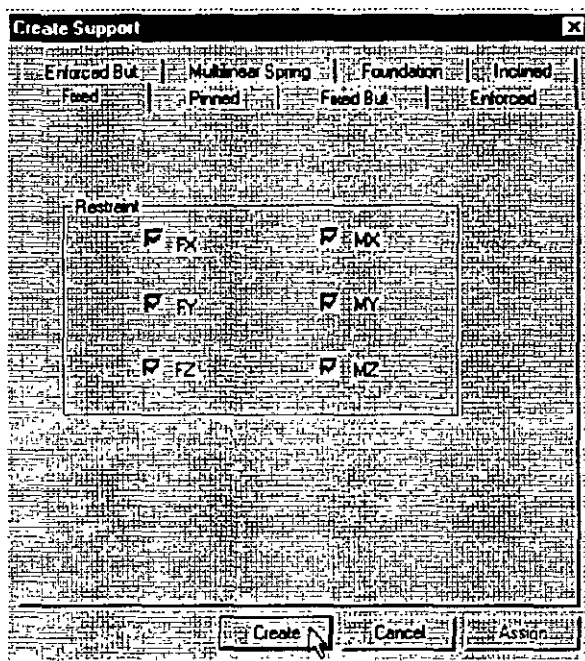 Create Support
Enforced But Multilinear Spring Foundation Inclined
Fixed Pinned Fixed But Enforced
Restraint
FX MX
FY MY
FZ MZ
Create Cancel Assign